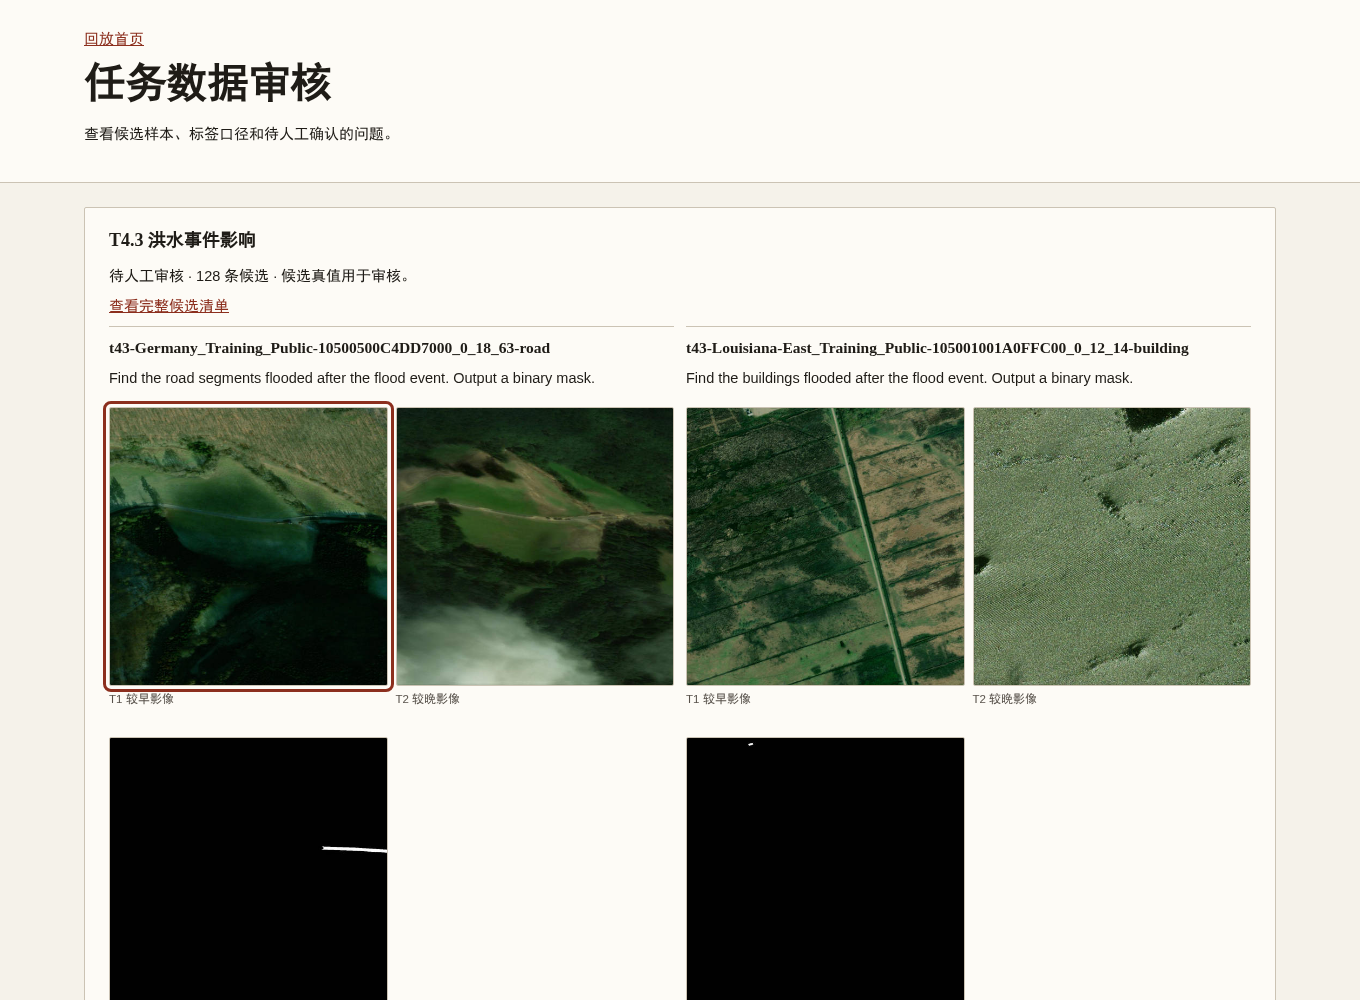 回放首页
任务数据审核
查看候选样本、标签口径和待人工确认的问题。
T4.3 洪水事件影响
待人工审核 · 128 条候选 · 候选真值用于审核。
查看完整候选清单
t43-Germany_Training_Public-10500500C4DD7000_0_18_63-road
Find the road segments flooded after the flood event. Output a binary mask.
T1 较早影像
T2 较晚影像
t43-Louisiana-East_Training_Public-105001001A0FFC00_0_12_14-building
Find the buildings flooded after the flood event. Output a binary mask.
T1 较早影像
T2 较晚影像